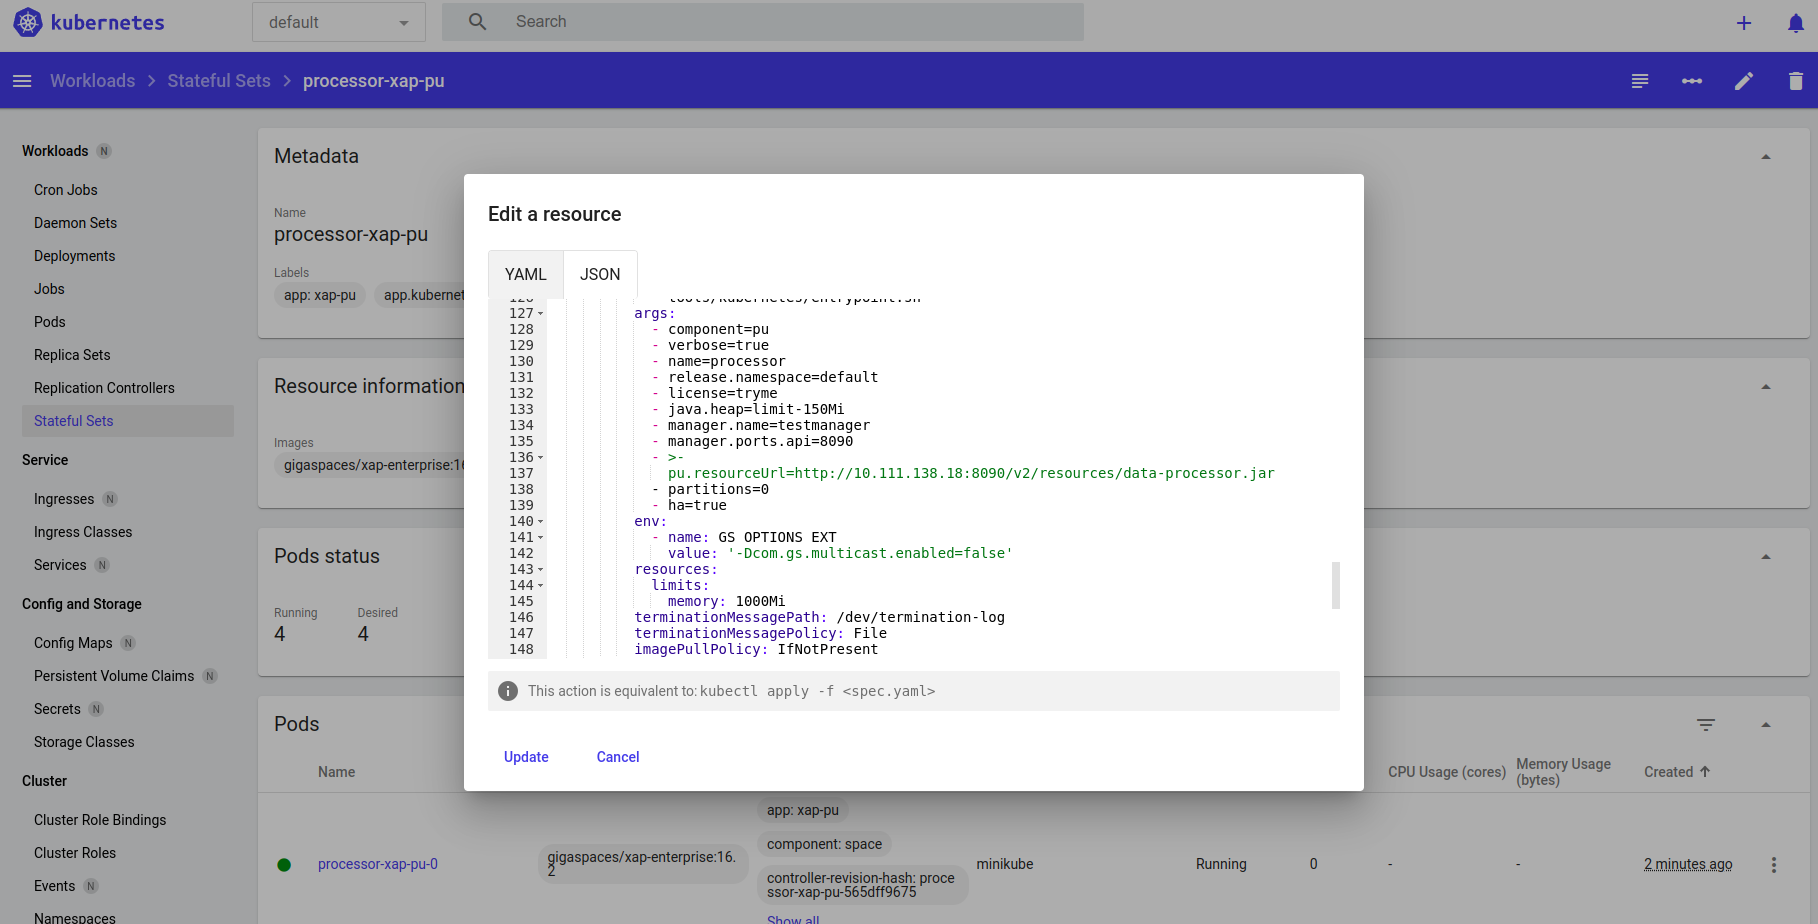 kubernetes
default
Search
Workloads
Stateful Sets
processor-xap-pu
Workloads N
Cron Jobs
Daemon Sets
Deployments
Jobs
Pods
Replica Sets
Replication Controllers
Stateful Sets
Service
Ingresses N
Ingress Classes
Services N
Config and Storage
Config Maps N
Persistent Volume Claims N
Secrets N
Storage Classes
Cluster
Cluster Role Bindings
Cluster Roles
Events N
Namespaces
Metadata
Name
processor-xap-pu
Labels
app: xap-pu
app.kubernet
Resource information
Images
gigaspaces/xap-enterprise:16
Pods status
Running
4
Desired
4
Edit a resource
YAML
JSON
126 tools/kubernetes/entrypoint.sh
127 args:
128 - component=pu
129 - verbose=true
130 - name=processor
131 - release.namespace=default
132 - license=tryme
133 - java.heap=limit-150Mi
134 - manager.name=testmanager
135 - manager.ports.api=8090
136 - >-
137 pu.resourceUrl=http://10.111.138.18:8090/v2/resources/data-processor.jar
138 - partitions=0
139 - ha=true
140 env:
141 - name: GS OPTIONS EXT
142 value: '-Dcom.gs.multicast.enabled=false'
143 resources:
144 limits:
145 memory: 1000Mi
146 terminationMessagePath: /dev/termination-log
147 terminationMessagePolicy: File
148 imagePullPolicy: IfNotPresent
This action is equivalent to: kubectl apply -f <spec.yaml>
Update
Cancel
Pods
Name
CPU Usage (cores)
Memory Usage
(bytes)
Created
processor-xap-pu-0
gigaspaces/xap-enterprise:16.
2
app: xap-pu
component: space
controller-revision-hash: proce
ssor-xap-pu-565dff9675
Show all
minikube
Running
0
-
-
2 minutes ago